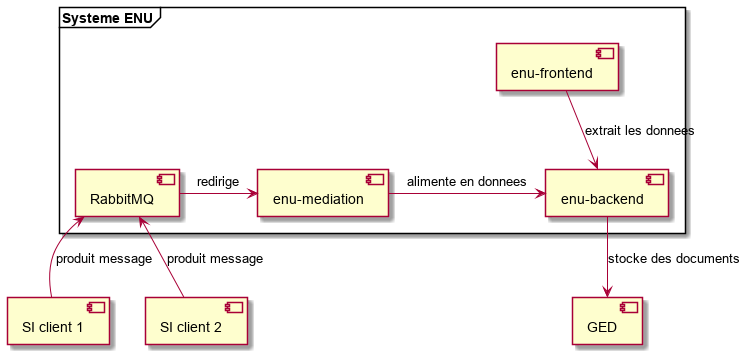 Systeme ENU
enu-frontend
extrait les donnees
RabbitMQ
redirige
enu-mediation
alimente en donnees
enu-backend
produit message
produit message
stocke des documents
SI client 1
SI client 2
GED